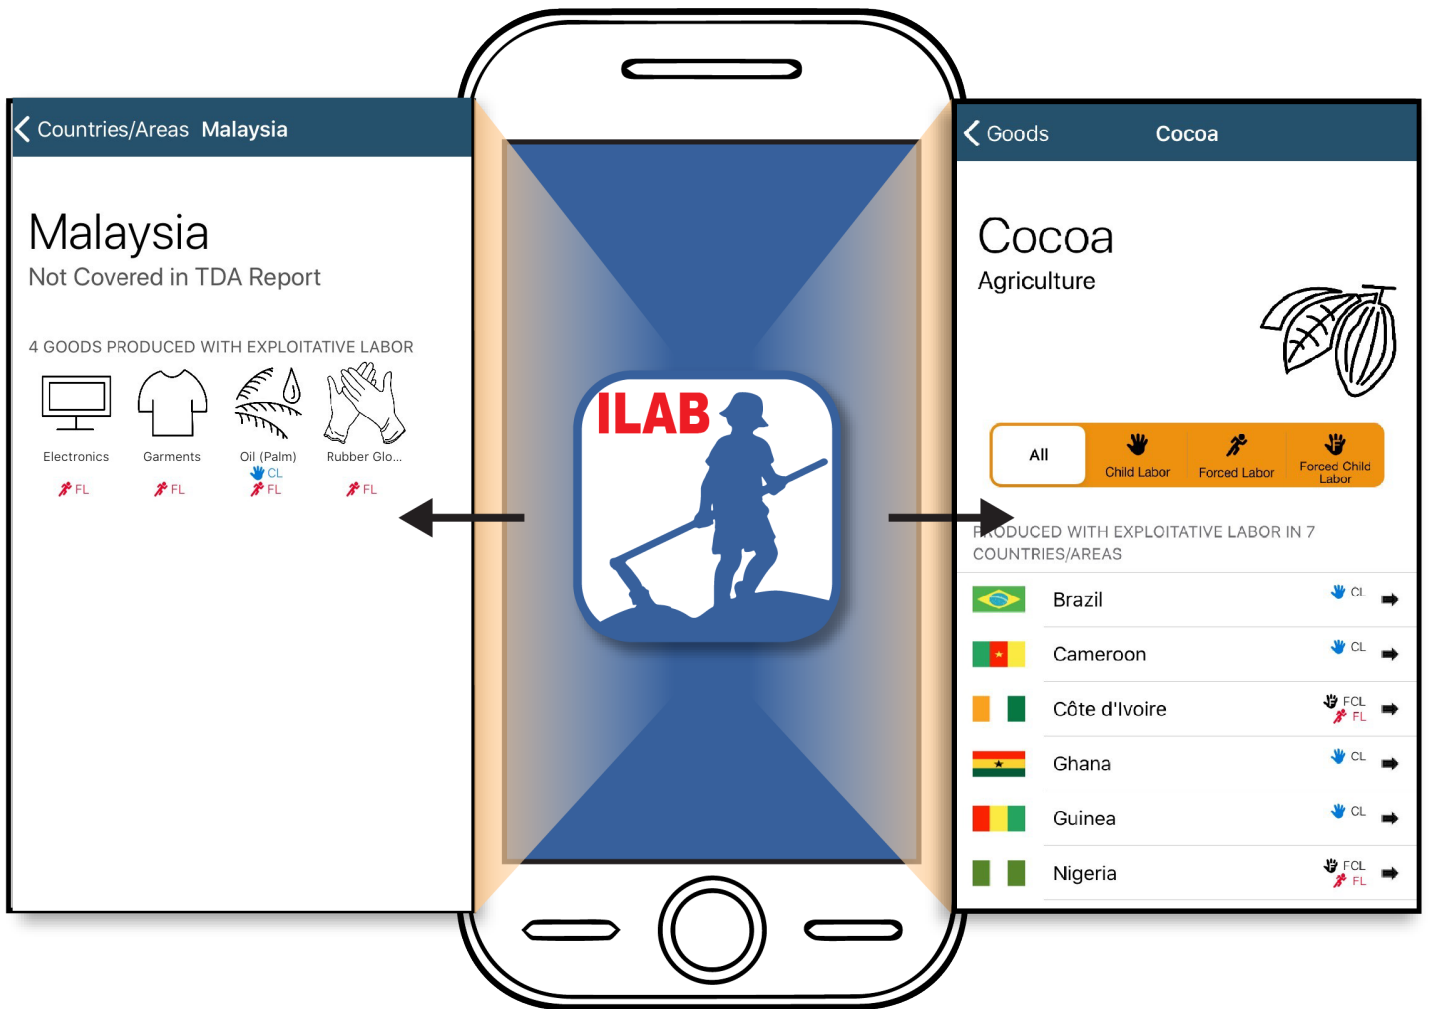 Countries/Areas Malaysia
Malaysia
Not Covered in TDA Report
4 GOODS PRODUCED WITH EXPLOITATIVE LABOR
Electronics Garments Oil (Palm) Rubber Glo...
CL
FL FL FL FL
ILAB
Goods Cocoa
Cocoa
Agriculture
All Child Labor Forced Labor Forced Child
Labor
PRODUCED WITH EXPLOITATIVE LABOR IN 7
COUNTRIES/AREAS
Brazil CL
Cameroon CL
Côte d'Ivoire FCL
FL
Ghana CL
Guinea CL
Nigeria FCL
FL